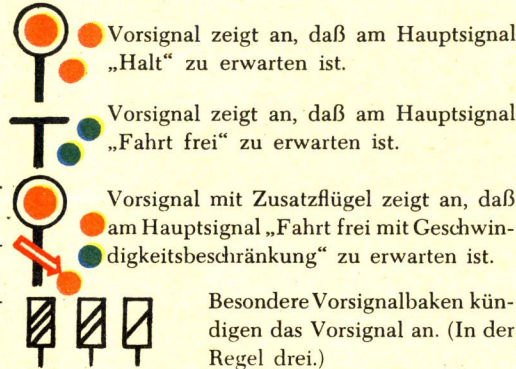 Vorsignal zeigt an, daß am Hauptsignal
„Halt“ zu erwarten ist.
Vorsignal zeigt an, daß am Hauptsignal
„Fahrt frei“ zu erwarten ist.
Vorsignal mit Zusatzflügel zeigt an, daß
am Hauptsignal „Fahrt frei mit Geschwin-
digkeitsbeschränkung“ zu erwarten ist.
Besondere Vorsignalbaken kün-
digen das Vorsignal an. (In der
Regel drei.)